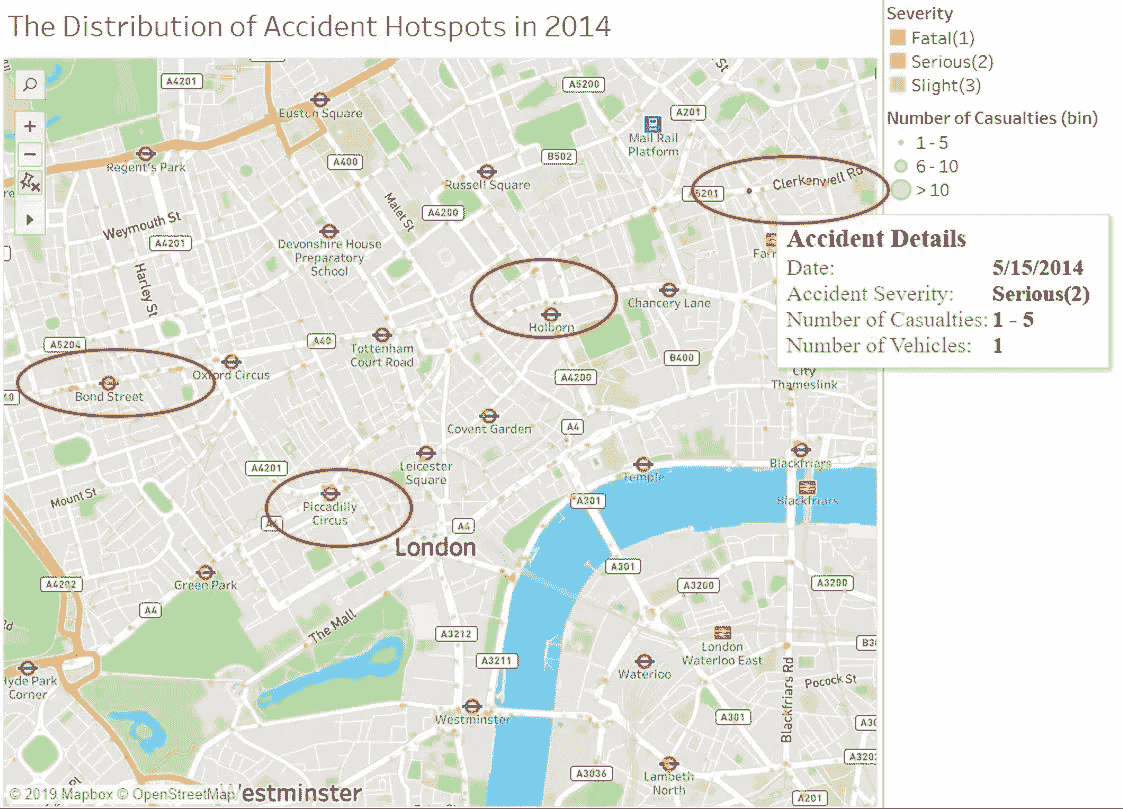 The Distribution of Accident Hotspots in 2014
Severity
Fatal(1)
Serious(2)
Slight(3)
Number of Casualties (bin)
1 - 5
6 - 10
> 10
A4201
A5200
Euston Square
A201
Mail Rail
Platform
Regent's Park
A400
B502
Russell Square
A5201
Clerkenwell Rd
Malet St
A4200
Weymouth St
A4201
Devonshire House
Preparatory
School
Harley St
Accident Details
Date: 5/15/2014
Accident Severity: Serious(2)
Number of Casualties: 1 - 5
Number of Vehicles: 1
Chancery Lane
Holborn
A5204
A40
Tottenham
Court Road
Oxford Circus
B400
Bond Street
A4200
City
Thameslink
Covent Garden
A4
A4201
Leicester
Square
Temple
Blackfriars
Blackfriars
Mount St
Piccadilly
Circus
A301
A4
A4
London
A4202
Green Park
A301
A3200
A3200
A4
The Mall
A3212
London
Waterloo East
A3211
Waterloo
Hyde Park
Corner
Blackfriars Rd
Pocock St
Westminster
A301
A3036
Lambeth
North
A201
© 2019 Mapbox © OpenStreetMap
estminster